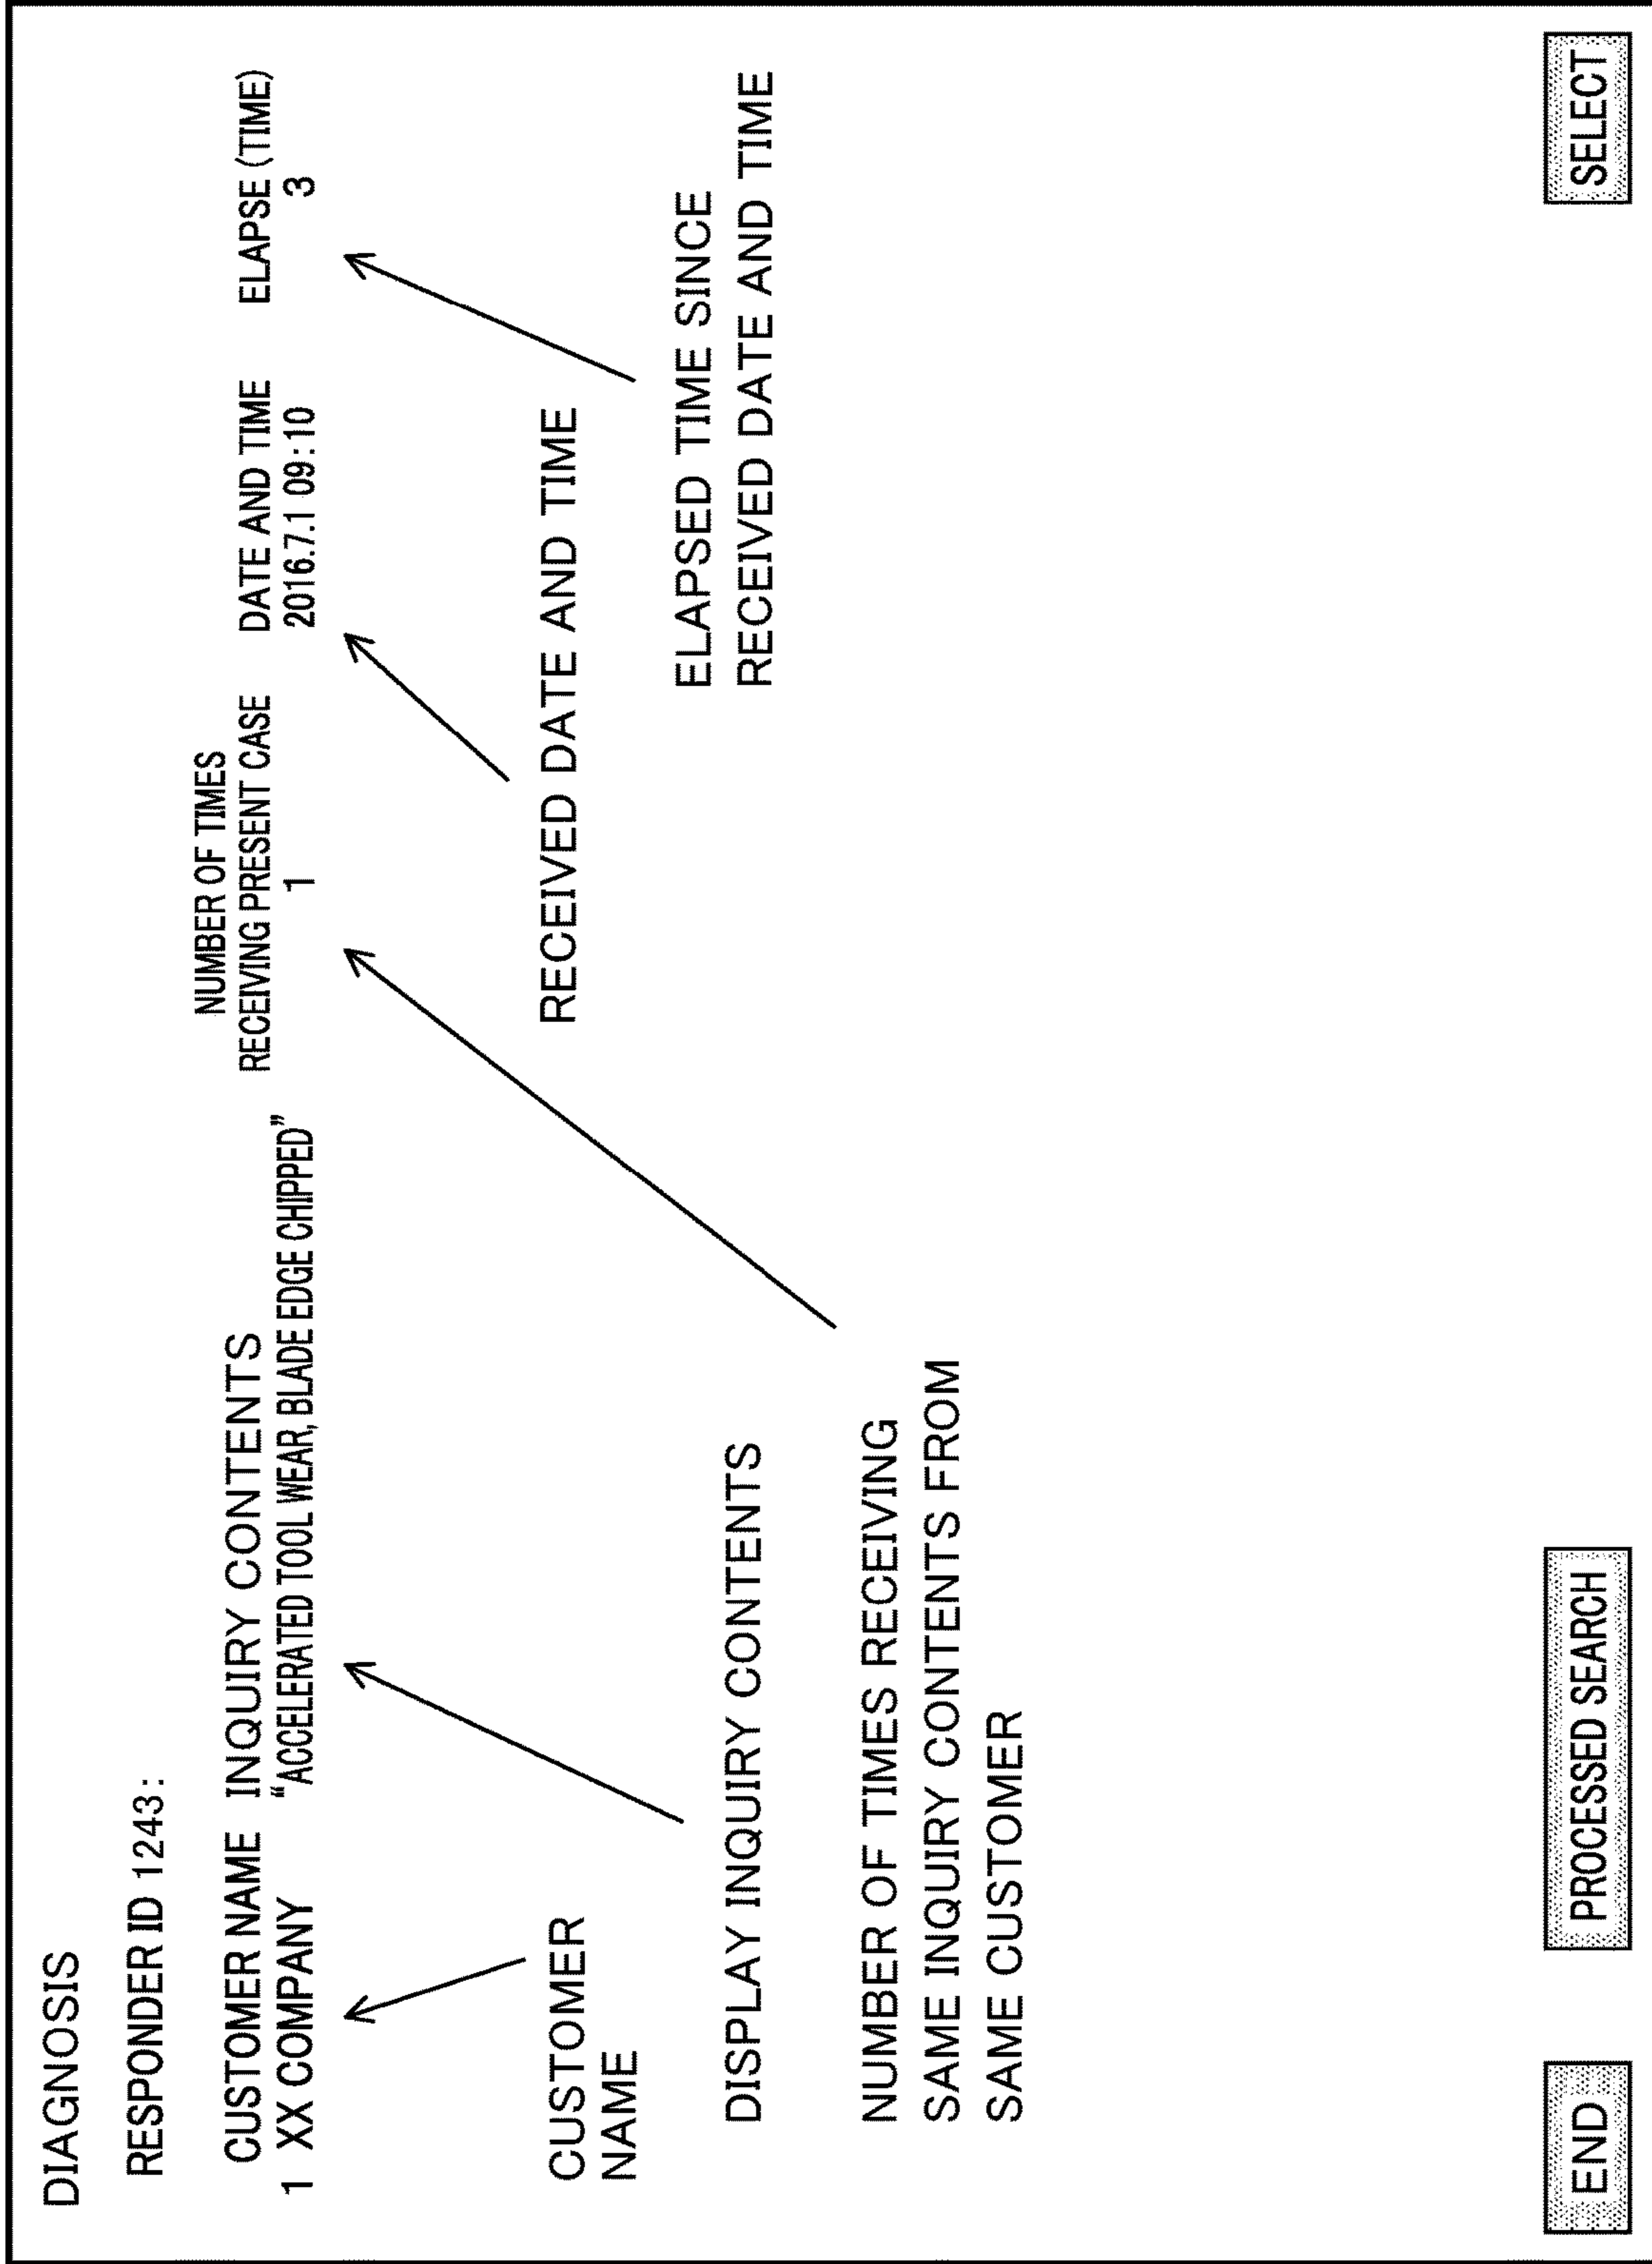 DIAGNOSIS
RESPONDER ID 1243:
NUMBER OF TIMES
CUSTOMER NAME INQUIRY CONTENTS RECEIVING PRESENT CASE DATE AND TIME ELAPSE (TIME)
1 XX COMPANY "ACCELERATED TOOL WEAR, BLADE EDGE CHIPPED" 1 2016.7.1 09:10 3
CUSTOMER
NAME
RECEIVED DATE AND TIME
DISPLAY INQUIRY CONTENTS
ELAPSED TIME SINCE
RECEIVED DATE AND TIME
NUMBER OF TIMES RECEIVING
SAME INQUIRY CONTENTS FROM
SAME CUSTOMER
END
PROCESSED SEARCH
SELECT